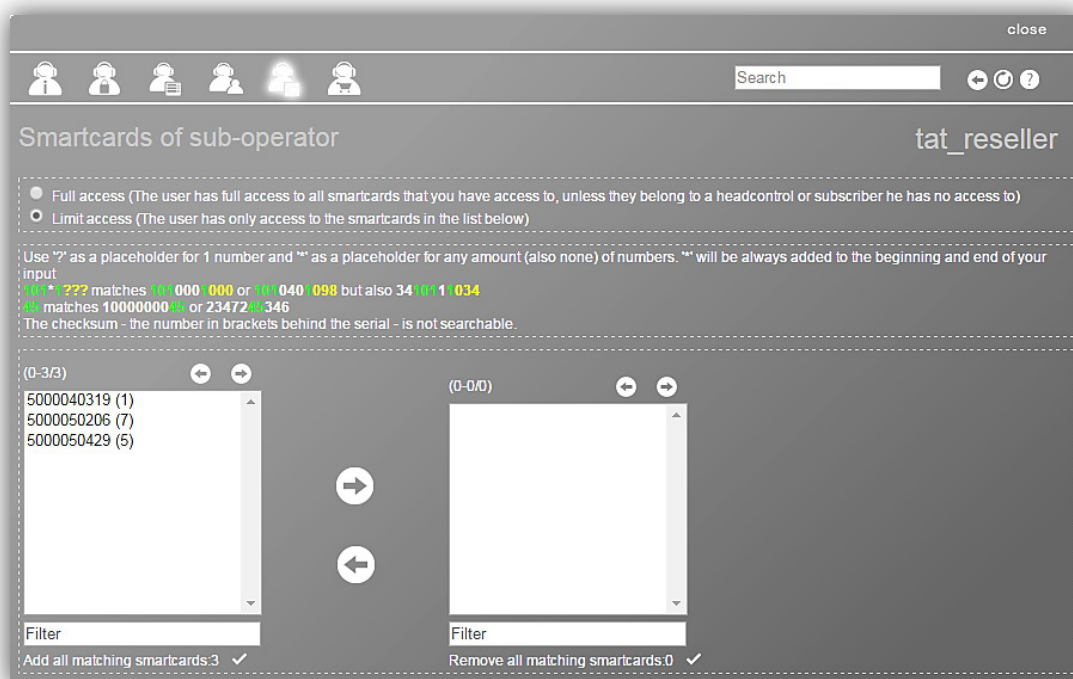 close
Search
?
Smartcards of sub-operator
tat_reseller
Full access (The user has full access to all smartcards that you have access to, unless they belong to a headcontrol or subscriber he has no access to)
Limit access (The user has only access to the smartcards in the list below)
Use '?' as a placeholder for 1 number and '*' as a placeholder for any amount (also none) of numbers. '*' will be always added to the beginning and end of your
input
101*1??? matches 1010001000 or 1010401098 but also 34101111034
45 matches 1000000045 or 2347245346
The checksum - the number in brackets behind the serial - is not searchable.
(0-3/3)
5000040319 (1)
5000050206 (7)
5000050429 (5)
Filter
Add all matching smartcards:3
(0-0/0)
Filter
Remove all matching smartcards:0